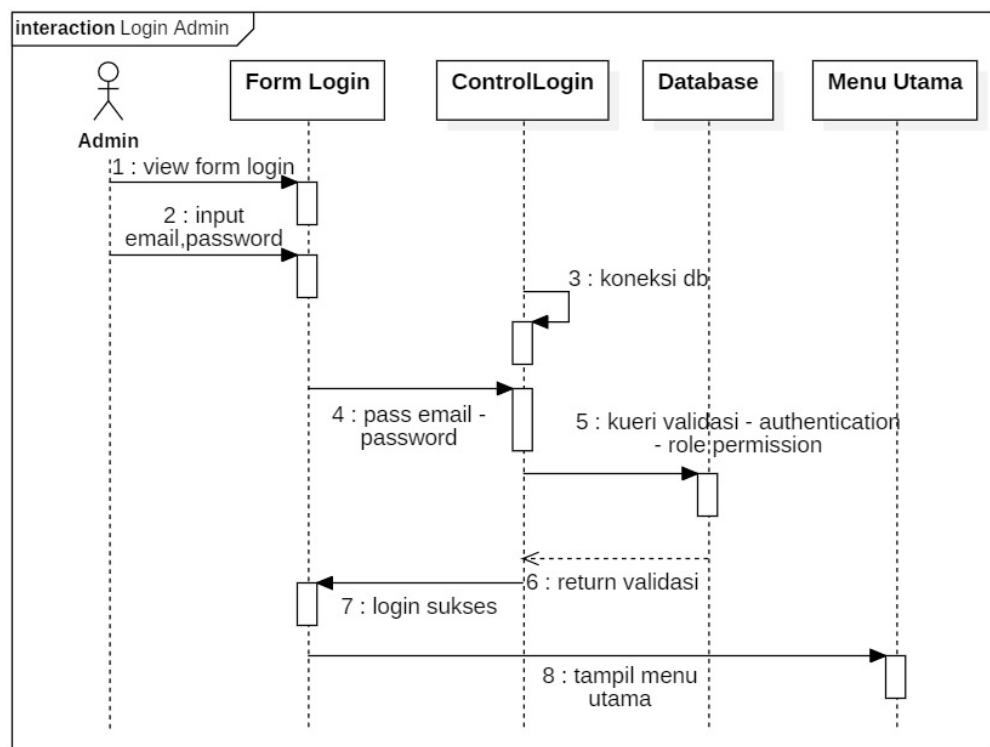 interaction Login Admin
Form Login
ControlLogin
Database
Menu Utama
Admin
1 : view form login
2 : input
email,password
3 : koneksi db
4 : pass email -
password
5 : kueri validasi - authentication
- role permission
6 : return validasi
7 : login sukses
8 : tampil menu
utama